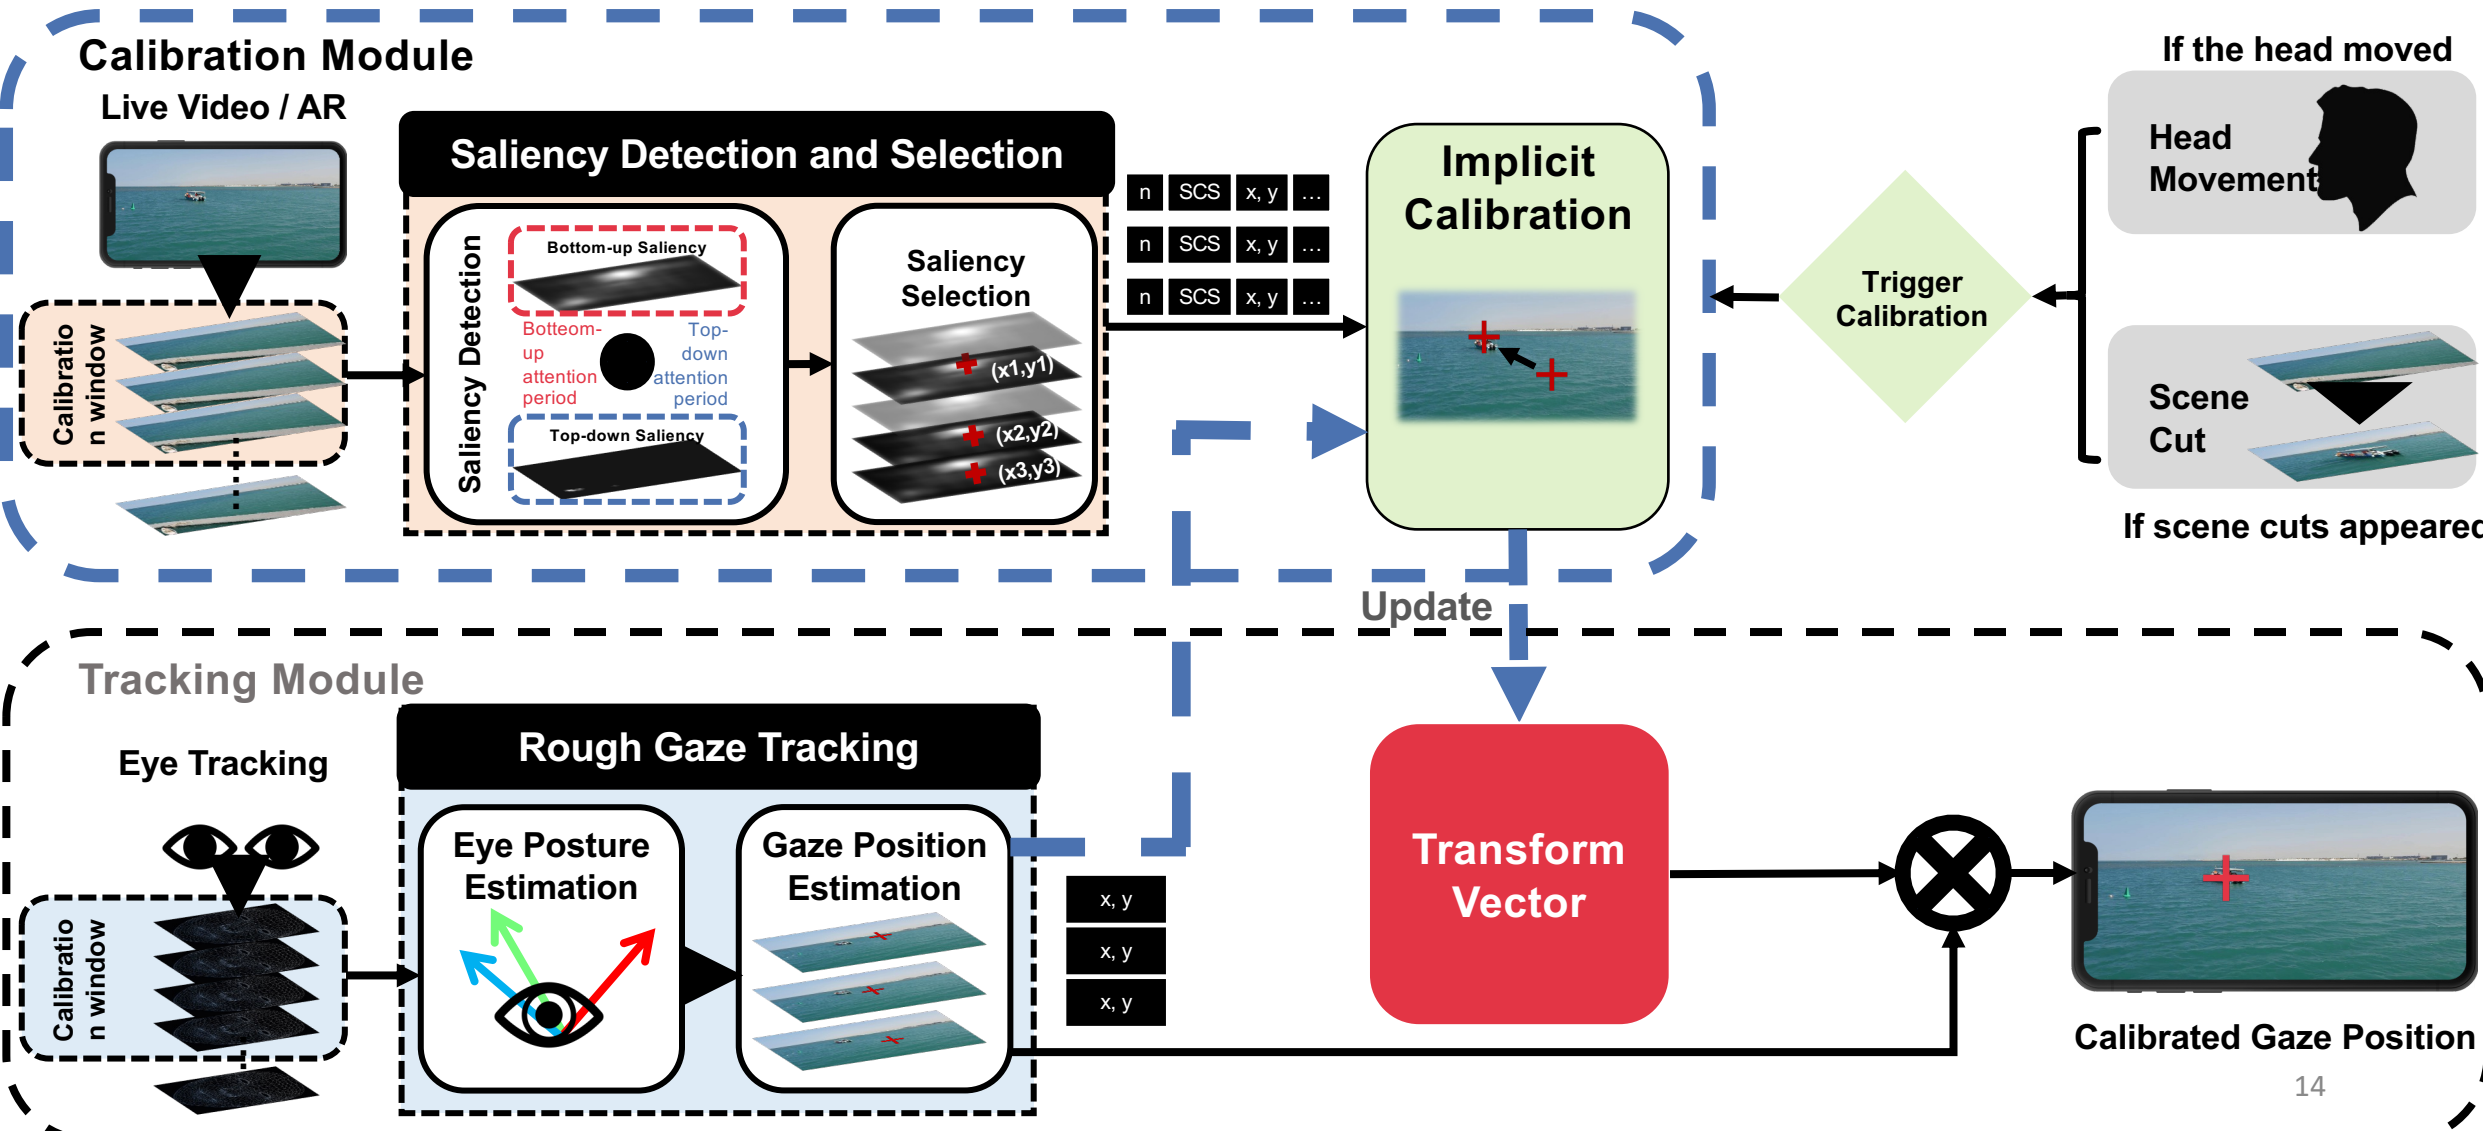 Calibration Module
Live Video / AR
Calibratio
n window
Saliency Detection and Selection
Saliency Detection
Bottom-up Saliency
Botteom-
up
attention
period
Top-
down
attention
period
Top-down Saliency
Saliency
Selection
(x1,y1)
(x2,y2)
(x3,y3)
n SCS x, y ...
n SCS x, y ...
n SCS x, y ...
Implicit
Calibration
Trigger
Calibration
If the head moved
Head
Movement
Scene
Cut
If scene cuts appeared
Update
Tracking Module
Eye Tracking
Calibratio
n window
Rough Gaze Tracking
Eye Posture
Estimation
Gaze Position
Estimation
x, y
x, y
x, y
Transform
Vector
Calibrated Gaze Position
14